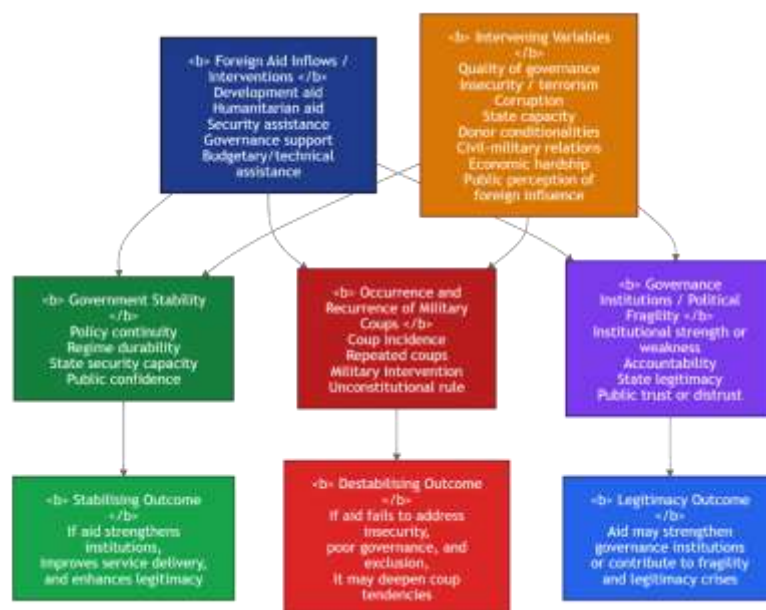 <b> Foreign Aid Inflows /
Interventions </b>
Development aid
Humanitarian aid
Security assistance
Governance support
Budgetary/technical
assistance
<b> Intervening Variables
</b>
Quality of governance
Insecurity / terrorism
Corruption
State capacity
Donor conditionalities
Civil-military relations
Economic hardship
Public perception of
foreign influence
<b> Government Stability
</b>
Policy continuity
Regime durability
State security capacity
Public confidence
<b> Occurrence and
Recurrence of Military
Coups </b>
Coup incidence
Repeated coups
Military intervention
Unconstitutional rule
<b> Governance
Institutions / Political
Fragility </b>
Institutional strength or
weakness
Accountability
State legitimacy
Public trust or distrust
<b> Stabilising Outcome
</b>
If aid strengthens
institutions,
improves service delivery,
and enhances legitimacy
<b> Destabilising Outcome
</b>
If aid fails to address
insecurity,
poor governance, and
exclusion,
it may deepen coup
tendencies
<b> Legitimacy Outcome
</b>
Aid may strengthen
governance institutions
or contribute to fragility
and legitimacy crises